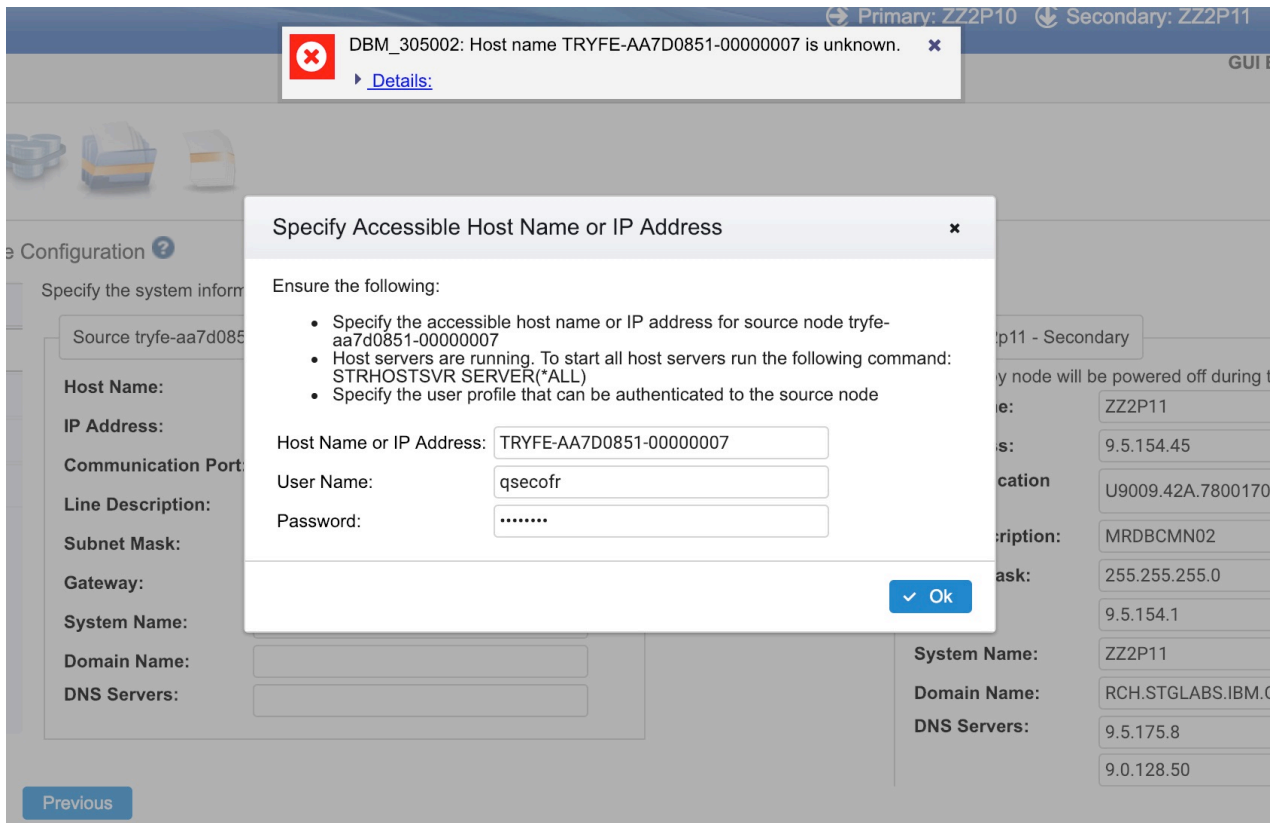 Primary: ZZ2P10 Secondary: ZZ2P11
DBM_305002: Host name TRYFE-AA7D0851-00000007 is unknown.
Details:
GUI
Specify Accessible Host Name or IP Address
e Configuration
Ensure the following:
Specify the system inform
• Specify the accessible host name or IP address for source node tryfe-
aa7d0851-00000007
• Host servers are running. To start all host servers run the following command:
STRHOSTSVR SERVER(*ALL)
• Specify the user profile that can be authenticated to the source node
Host Name or IP Address: TRYFE-AA7D0851-00000007
User Name: qsecofr
Password: ••••••••
Ok
Source tryfe-aa7d085
Host Name:
IP Address:
Communication Port:
Line Description:
Subnet Mask:
Gateway:
System Name:
Domain Name:
DNS Servers:
p11 - Secondary
y node will be powered off during t
e: ZZ2P11
s: 9.5.154.45
cation U9009.42A.7800170
cription: MRDBCMN02
ask: 255.255.255.0
9.5.154.1
System Name: ZZ2P11
Domain Name: RCH.STGLABS.IBM.C
DNS Servers: 9.5.175.8
9.0.128.50
Previous